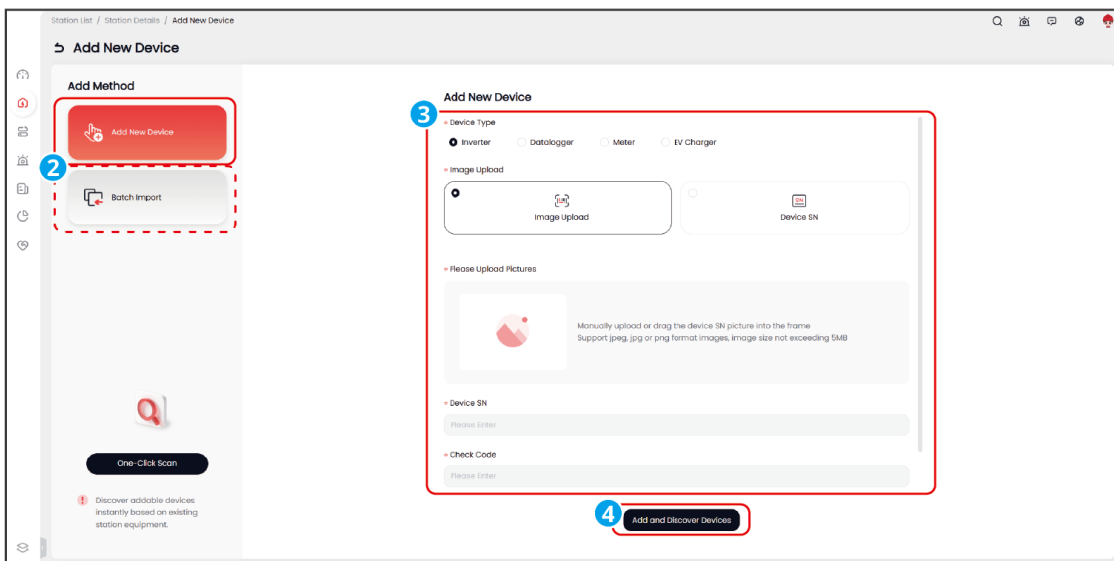 Station List / Station Details / Add New Device
Add New Device
Add Method
2
Add New Device
Batch Import
One-Click Scan
Discover addable devices
instantly based on existing
station equipment.
Add New Device
3
* Device Type
Inverter Datalogger Meter EV Charger
* Image Upload
Image Upload
SN
Device SN
* Please Upload Pictures
Manually upload or drag the device SN picture into the frame
Support jpeg, jpg or png format images, image size not exceeding 5MB
* Device SN
Please Enter
* Check Code
Please Enter
4
Add and Discover Devices